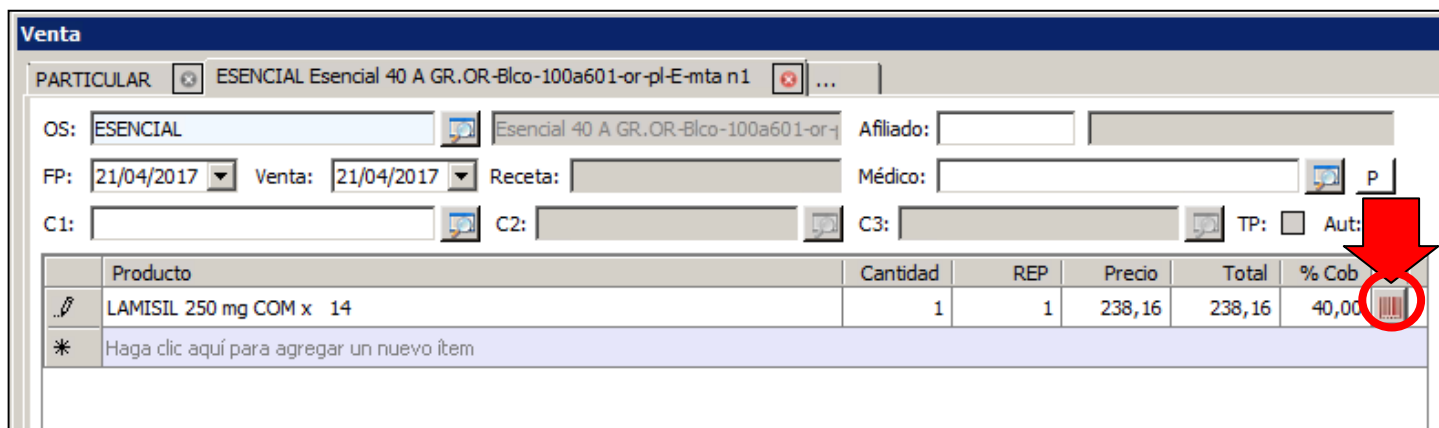 Venta
PARTICULAR ESENCIAL Esencial 40 A GR.OR-Blco-100a601-or-pl-E-mta n1 ...
OS: ESENCIAL Esencial 40 A GR.OR-Blco-100a601-or-p Afiliado:
FP: 21/04/2017 Venta: 21/04/2017 Receta: Médico: P
C1: C2: C3: TP: Aut:
Producto Cantidad REP Precio Total % Cob
LAMISIL 250 mg COM x 14 1 1 238,16 238,16 40,00
Haga clic aquí para agregar un nuevo ítem